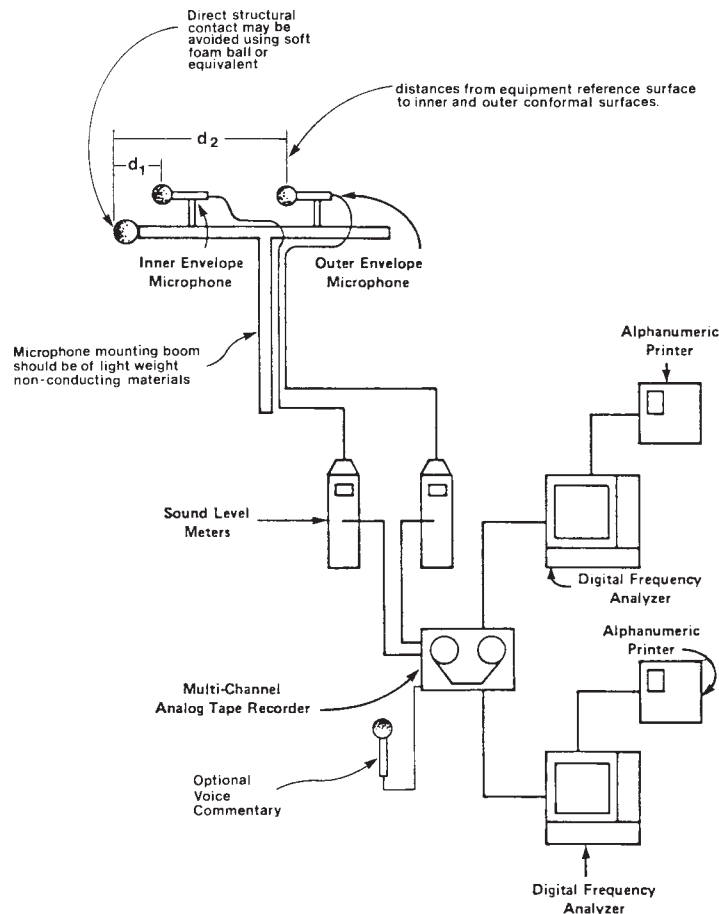 Direct structural
contact may be
avoided using soft
foam ball or
equivalent
distances from equipment reference surface
to inner and outer conformal surfaces.
d2
d1
Inner Envelope
Microphone
Outer Envelope
Microphone
Microphone mounting boom
should be of light weight
non-conducting materials
Alphanumeric
Printer
Sound Level
Meters
Digital Frequency
Analyzer
Alphanumeric
Printer
Multi-Channel
Analog Tape Recorder
Optional
Voice
Commentary
Digital Frequency
Analyzer